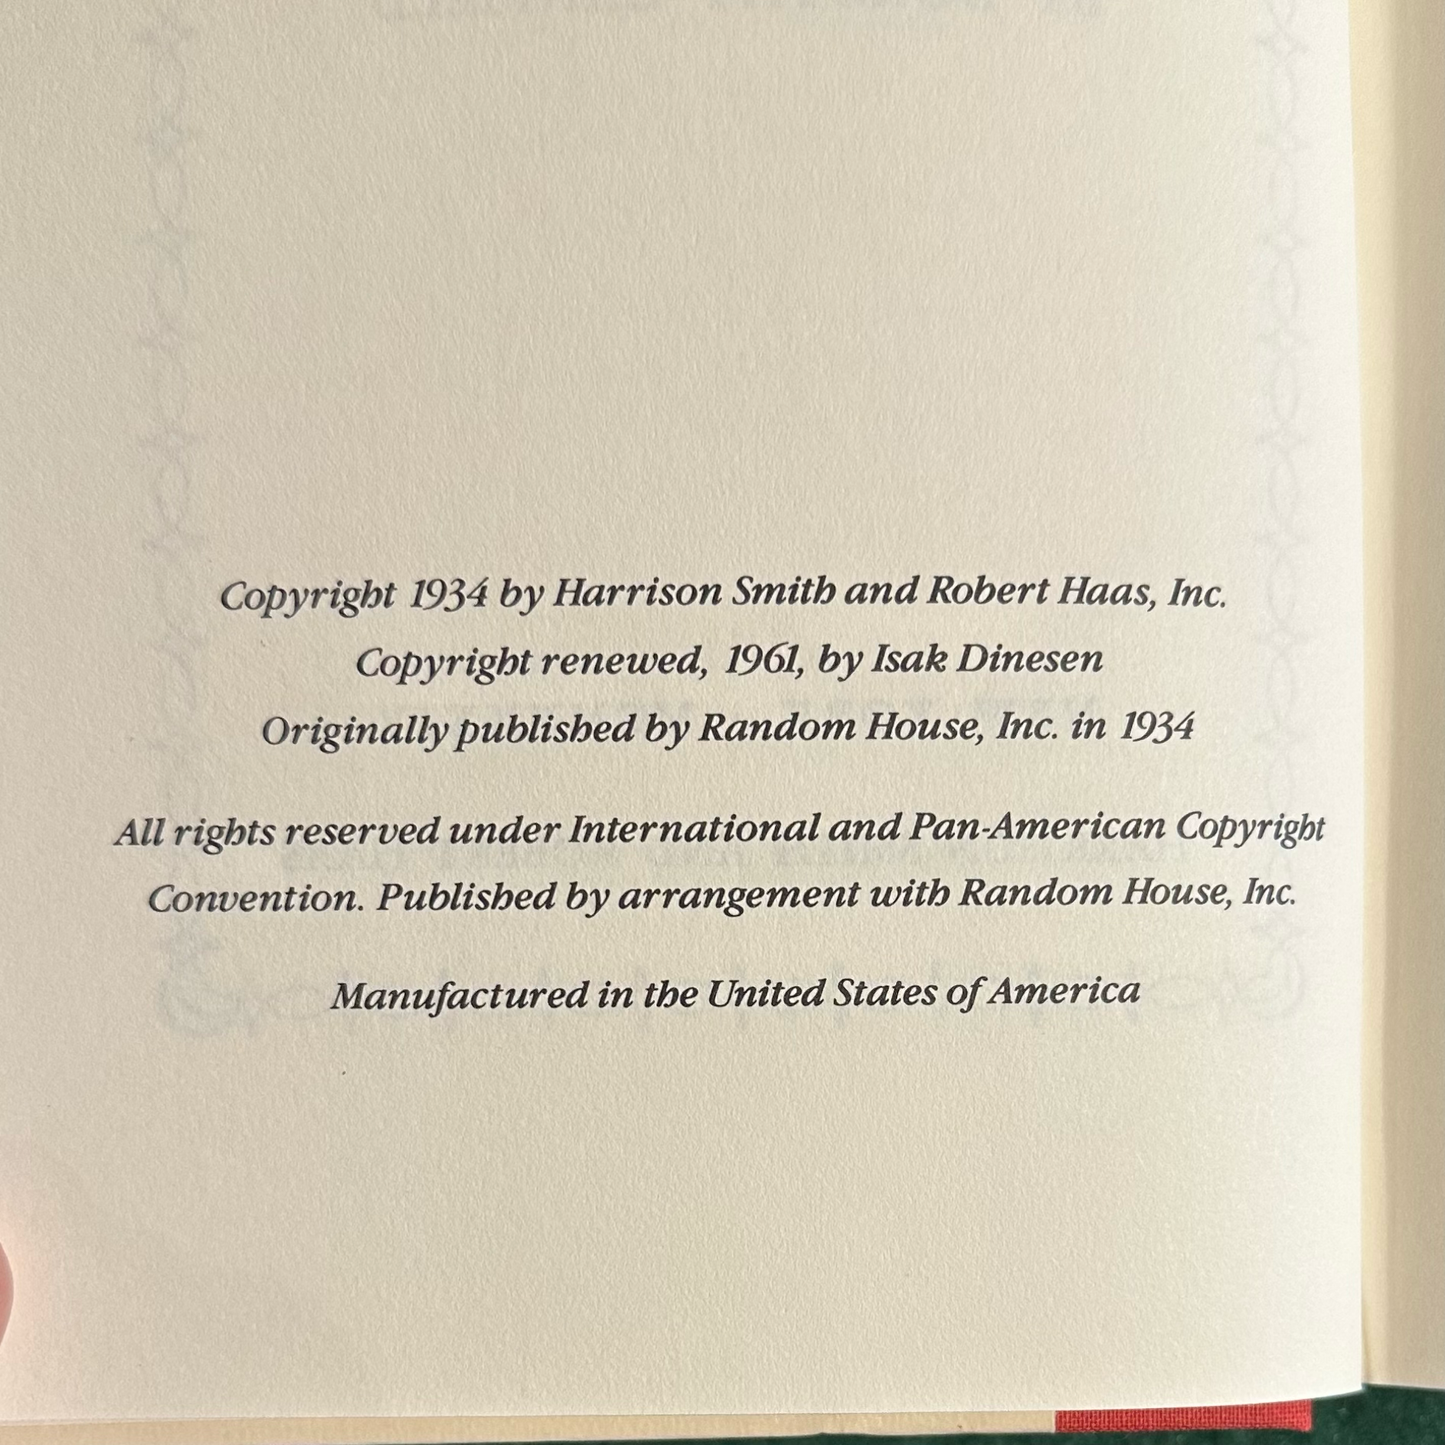 Copyright 1934 by Harrison Smith and Robert Haas, Inc.
Copyright renewed, 1961, by Isak Dinesen
Originally published by Random House, Inc. in 1934
All rights reserved under International and Pan-American Copyright
Convention. Published by arrangement with Random House, Inc.
Manufactured in the United States of America